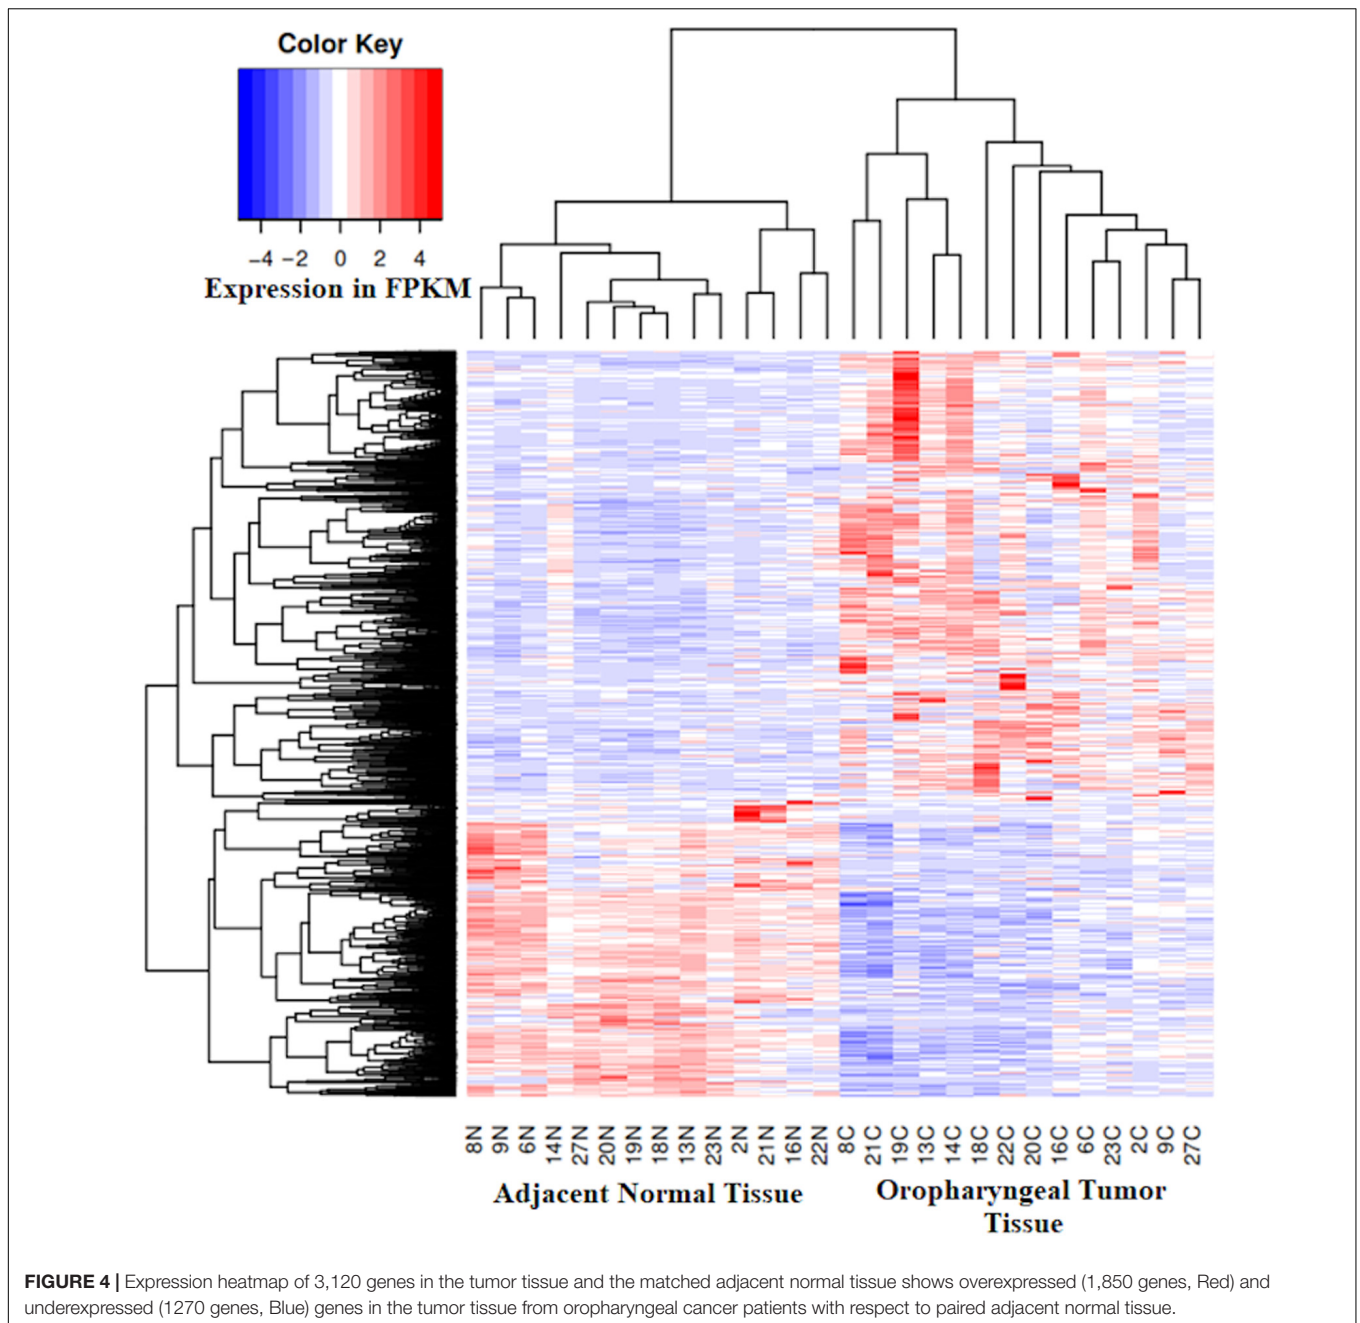 Color Key
−4 −2 0 2 4
Expression in FPKM
8N 9N 6N 14N 27N 20N 19N 18N 13N 23N 2N 21N 16N 22N 8C 21C 19C 13C 14C 18C 22C 20C 16C 6C 23C 2C 9C 27C
Adjacent Normal Tissue
Oropharyngeal Tumor
Tissue
FIGURE 4 | Expression heatmap of 3,120 genes in the tumor tissue and the matched adjacent normal tissue shows overexpressed (1,850 genes, Red) and
underexpressed (1270 genes, Blue) genes in the tumor tissue from oropharyngeal cancer patients with respect to paired adjacent normal tissue.